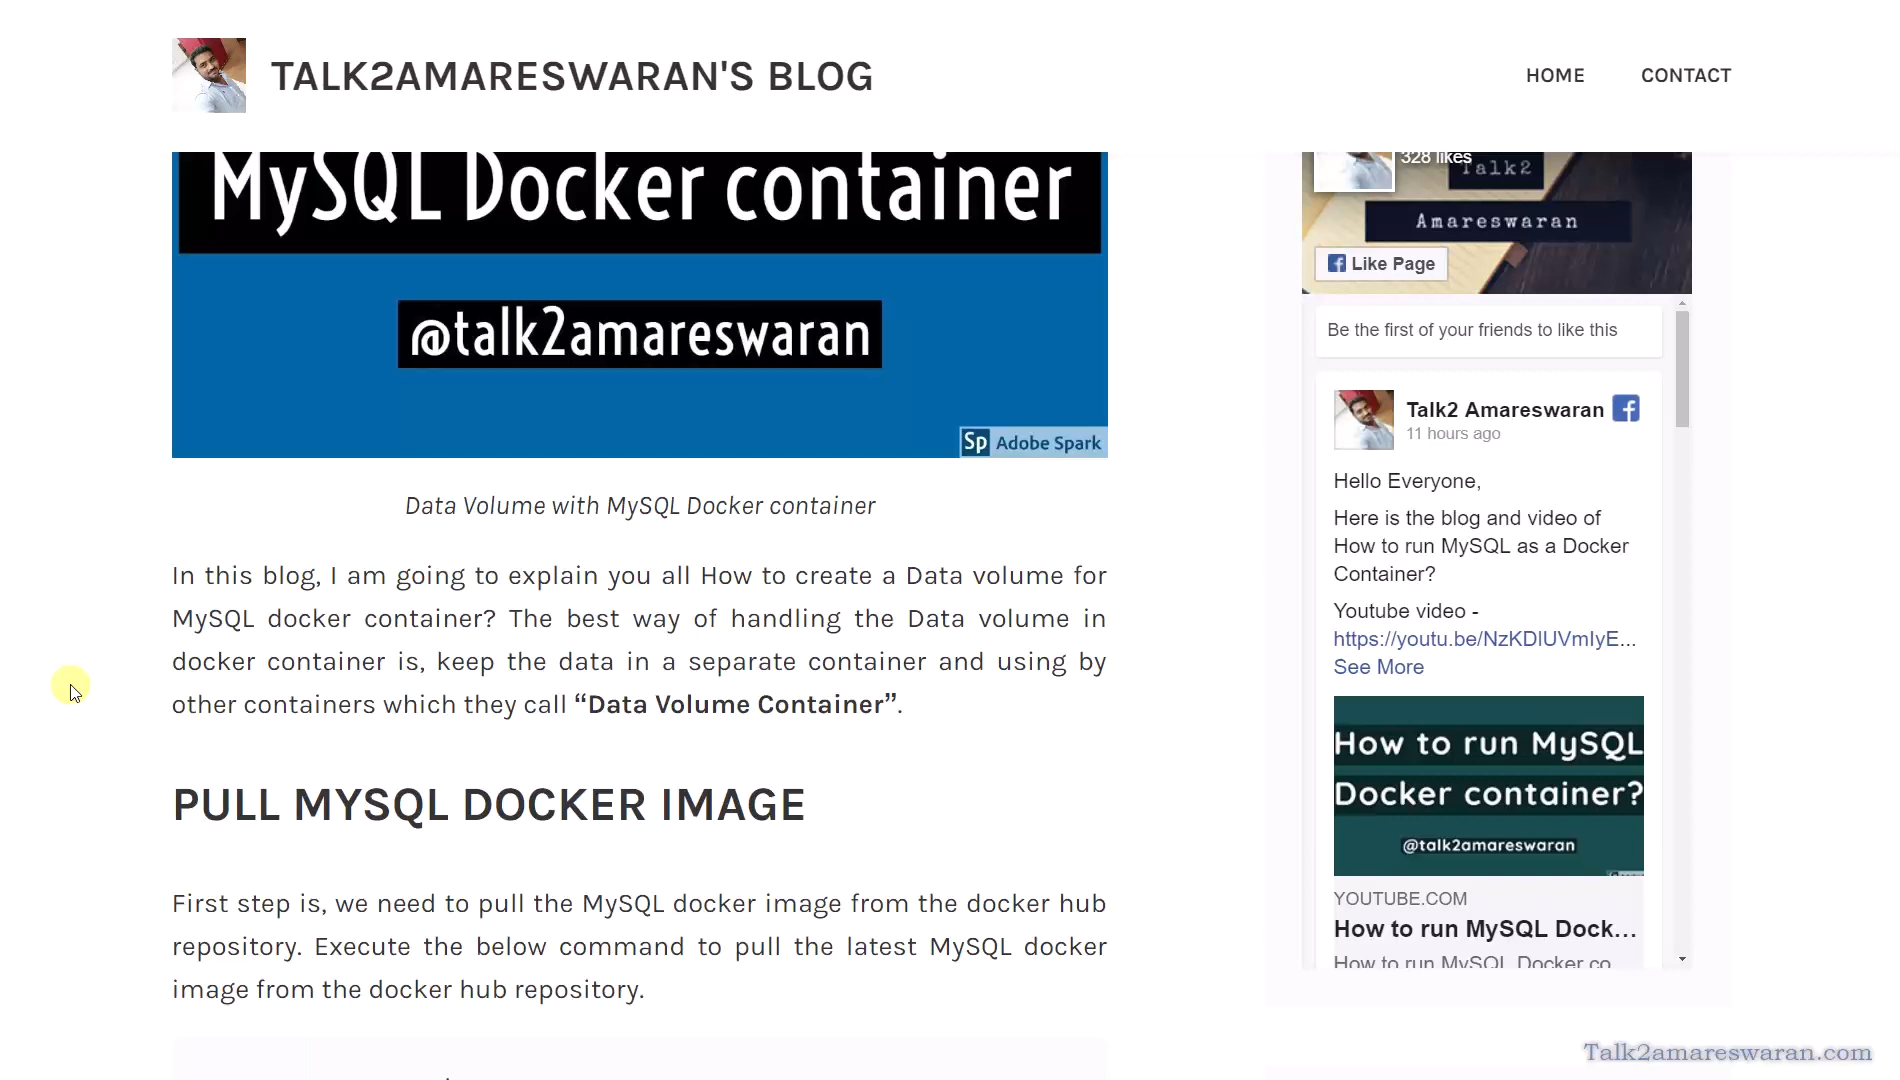 TALK2AMARESWARAN'S BLOG
HOME
CONTACT
MySQL Docker container
@talk2amareswaran
Sp Adobe Spark
Data Volume with MySQL Docker container
In this blog, I am going to explain you all How to create a Data volume for
MySQL docker container? The best way of handling the Data volume in
docker container is, keep the data in a separate container and using by
other containers which they call “Data Volume Container”.
PULL MYSQL DOCKER IMAGE
First step is, we need to pull the MySQL docker image from the docker hub
repository. Execute the below command to pull the latest MySQL docker
image from the docker hub repository.
328 likes
Talk2
Amareswaran
Like Page
Be the first of your friends to like this
Talk2 Amareswaran
11 hours ago
Hello Everyone,
Here is the blog and video of
How to run MySQL as a Docker
Container?
Youtube video -
https://youtu.be/NzKDlUVmIyE...
See More
How to run MySQL
Docker container?
@talk2amareswaran
YOUTUBE.COM
How to run MySQL Dock...
How to run MySQL Docker co
Talk2amareswaran.com